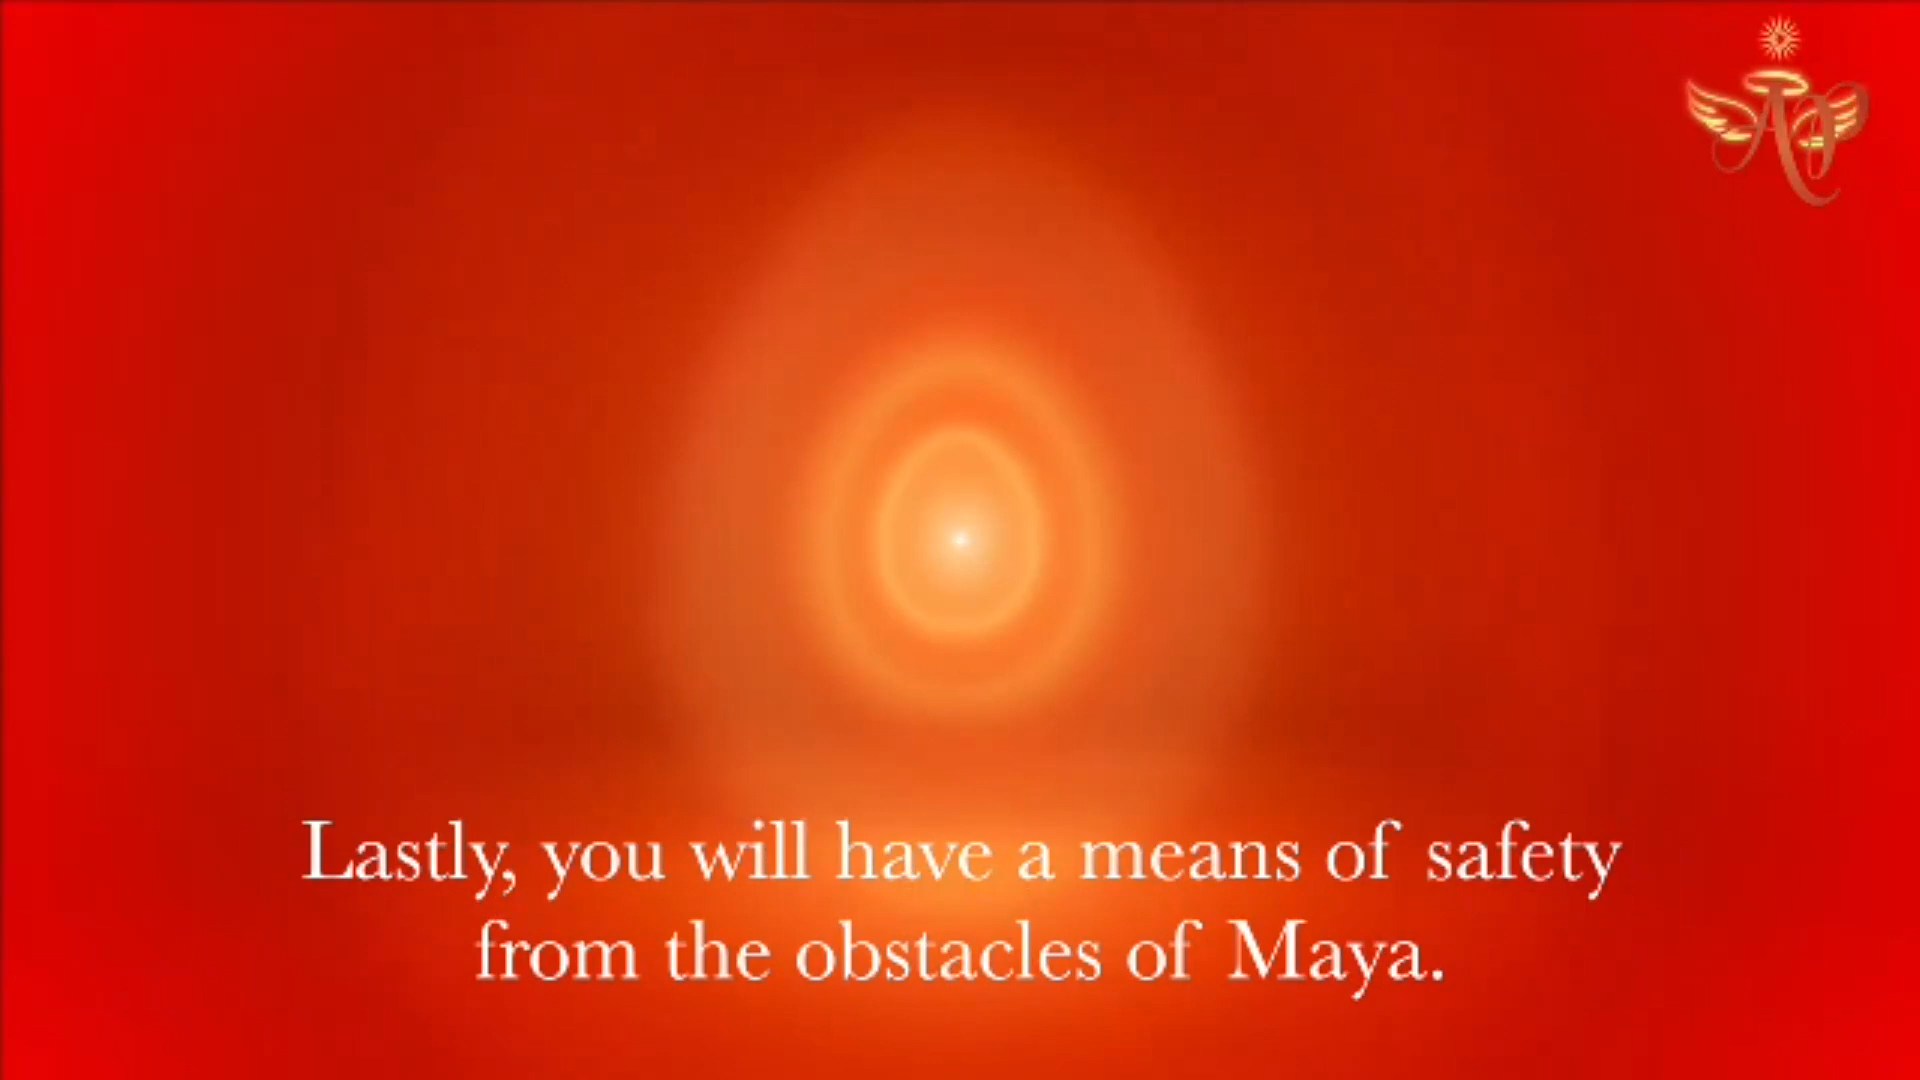 Lastly, you will have a means of safety
from the obstacles of Maya.